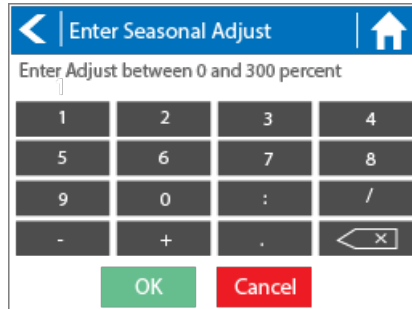 Enter Seasonal Adjust
Enter Adjust between 0 and 300 percent
1 2 3 4
5 6 7 8
9 0 : /
- + .
OK Cancel